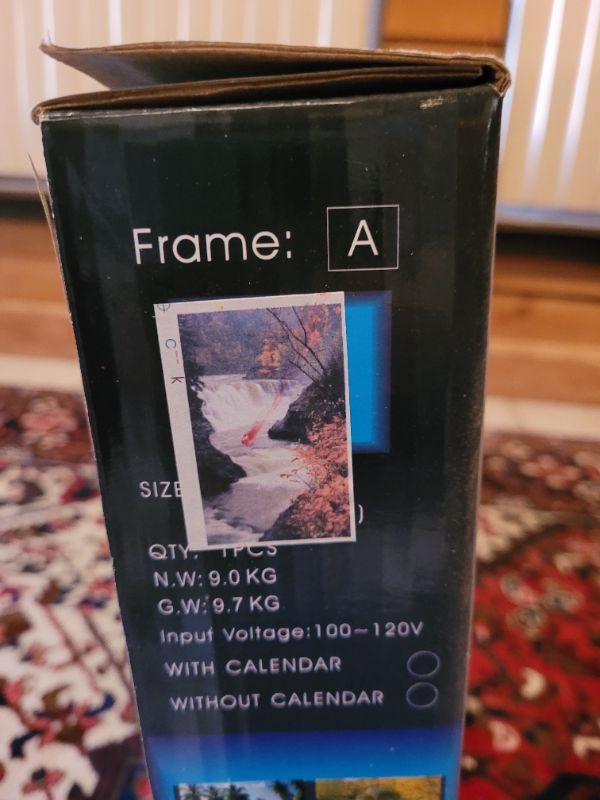 Frame: A
C
K
SIZE
)
QTY: 1PCS
N.W: 9.0 KG
G.W: 9.7 KG
Input Voltage:100~120V
WITH CALENDAR
WITHOUT CALENDAR